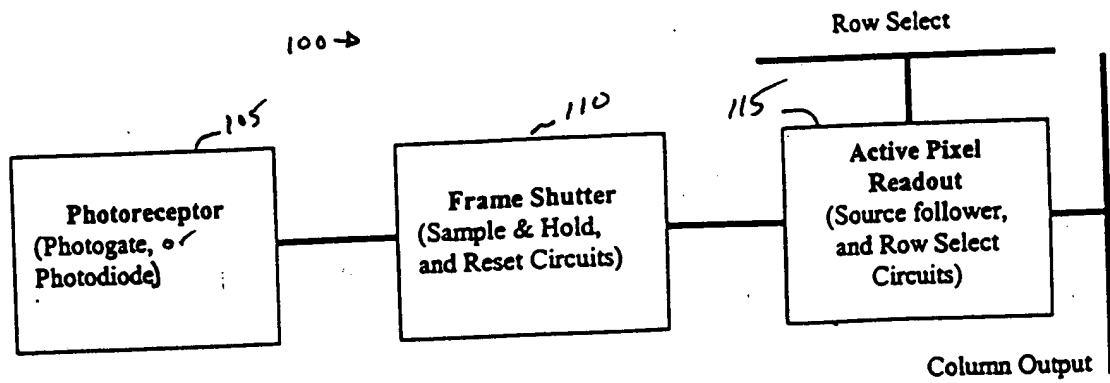 Row Select
100
105
110
115
Photoreceptor
(Photogate, or
Photodiode)
Frame Shutter
(Sample & Hold,
and Reset Circuits)
Active Pixel
Readout
(Source follower,
and Row Select
Circuits)
Column Output